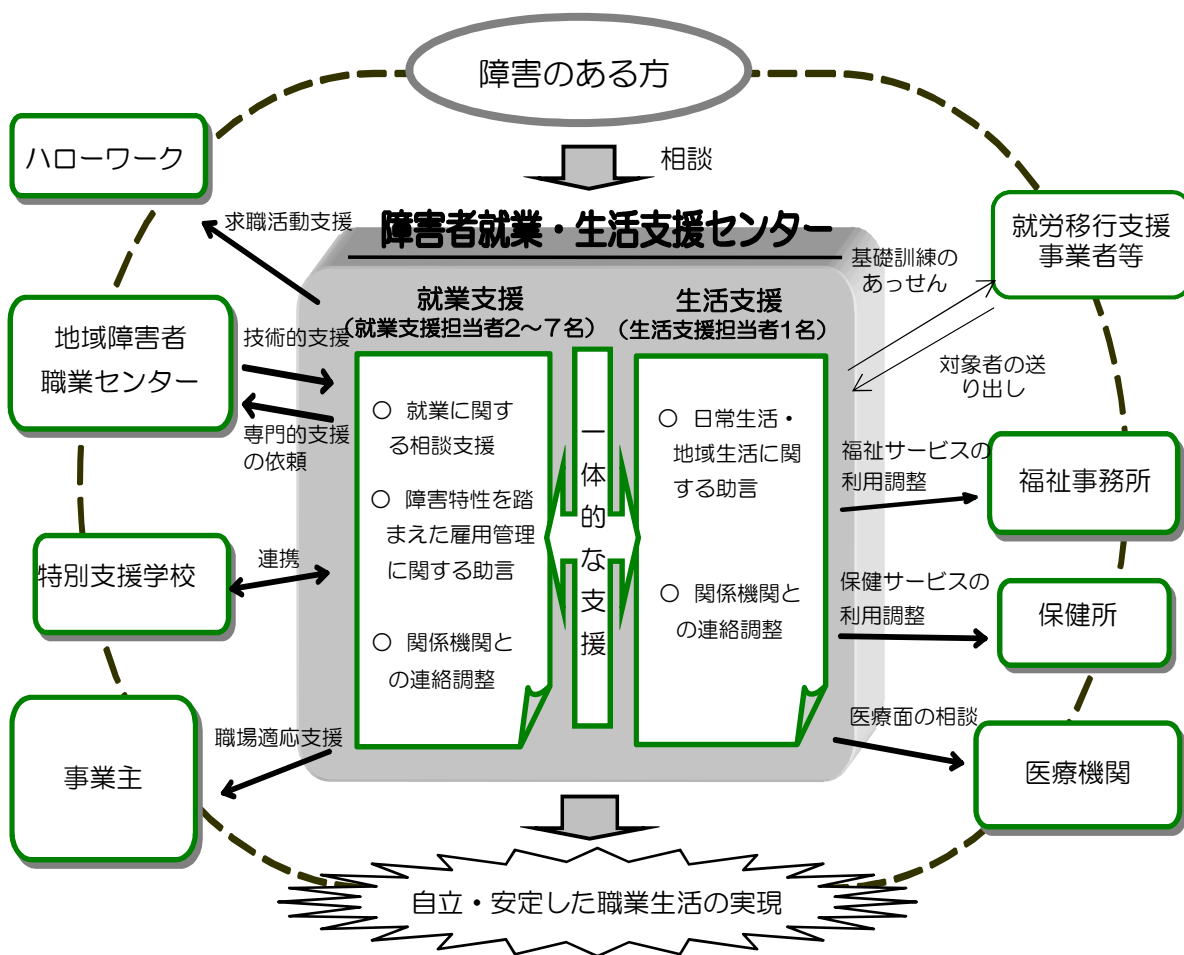 障害のある方
相談
ハローワーク
求職活動支援
障害者就業・生活支援センター
就労移行支援
事業者等
基礎訓練の
あっせん
対象者の送
り出し
地域障害者
職業センター
技術的支援
専門的支援
の依頼
就業支援
(就業支援担当者2～7名)
○ 就業に関す
る相談支援
○ 障害特性を踏
まえた雇用管理
に関する助言
○ 関係機関と
の連絡調整
一体的な支援
生活支援
(生活支援担当者1名)
○ 日常生活・
地域生活に関
する助言
○ 関係機関と
の連絡調整
福祉サービスの
利用調整
福祉事務所
特別支援学校
連携
保健サービスの
利用調整
保健所
事業主
職場適応支援
医療面の相談
医療機関
自立・安定した職業生活の実現